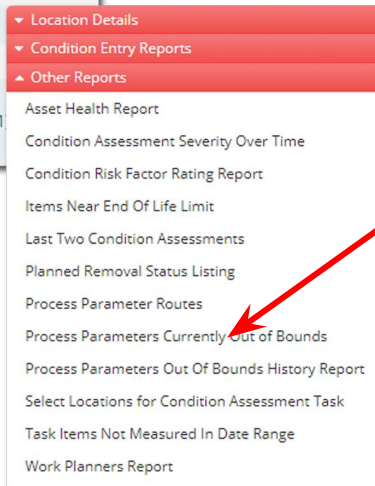 Location Details
Condition Entry Reports
Other Reports
Asset Health Report
Condition Assessment Severity Over Time
Condition Risk Factor Rating Report
Items Near End Of Life Limit
Last Two Condition Assessments
Planned Removal Status Listing
Process Parameter Routes
Process Parameters Currently Out of Bounds
Process Parameters Out Of Bounds History Report
Select Locations for Condition Assessment Task
Task Items Not Measured In Date Range
Work Planners Report